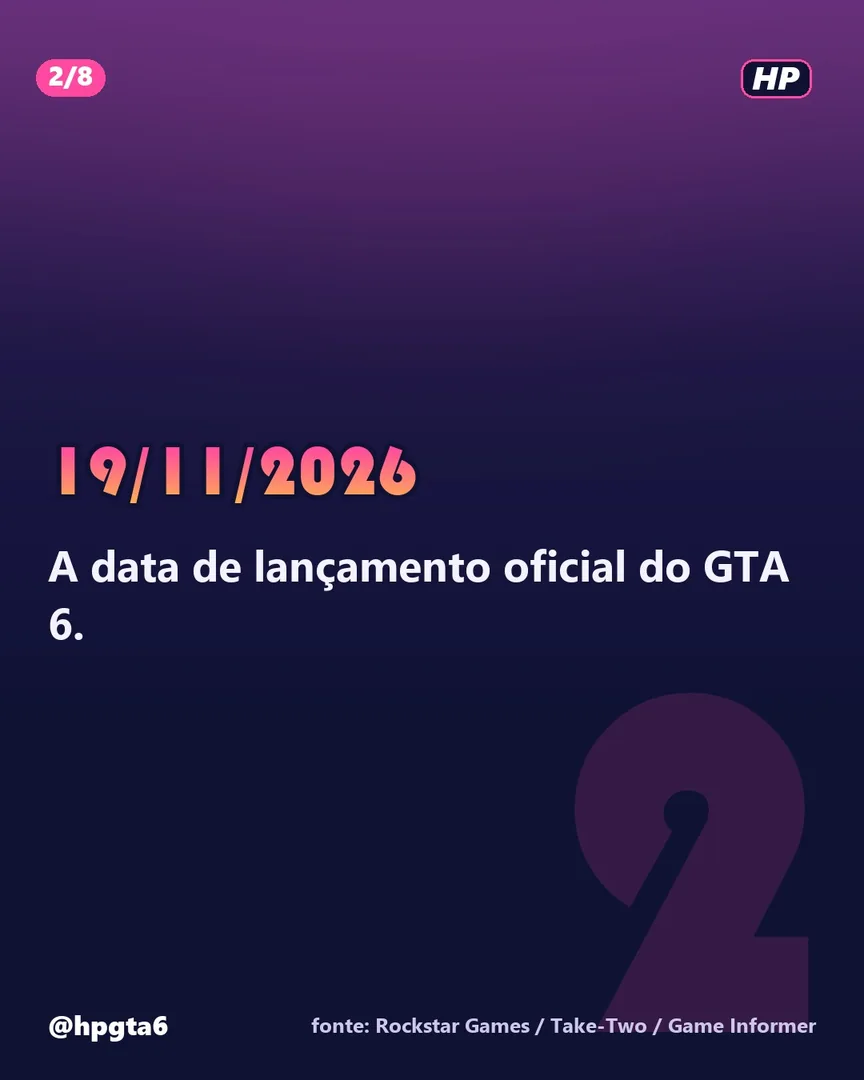 2/8
HP
19/11/2026
A data de lançamento oficial do GTA
6.
2
@hpgta6
fonte: Rockstar Games / Take-Two / Game Informer